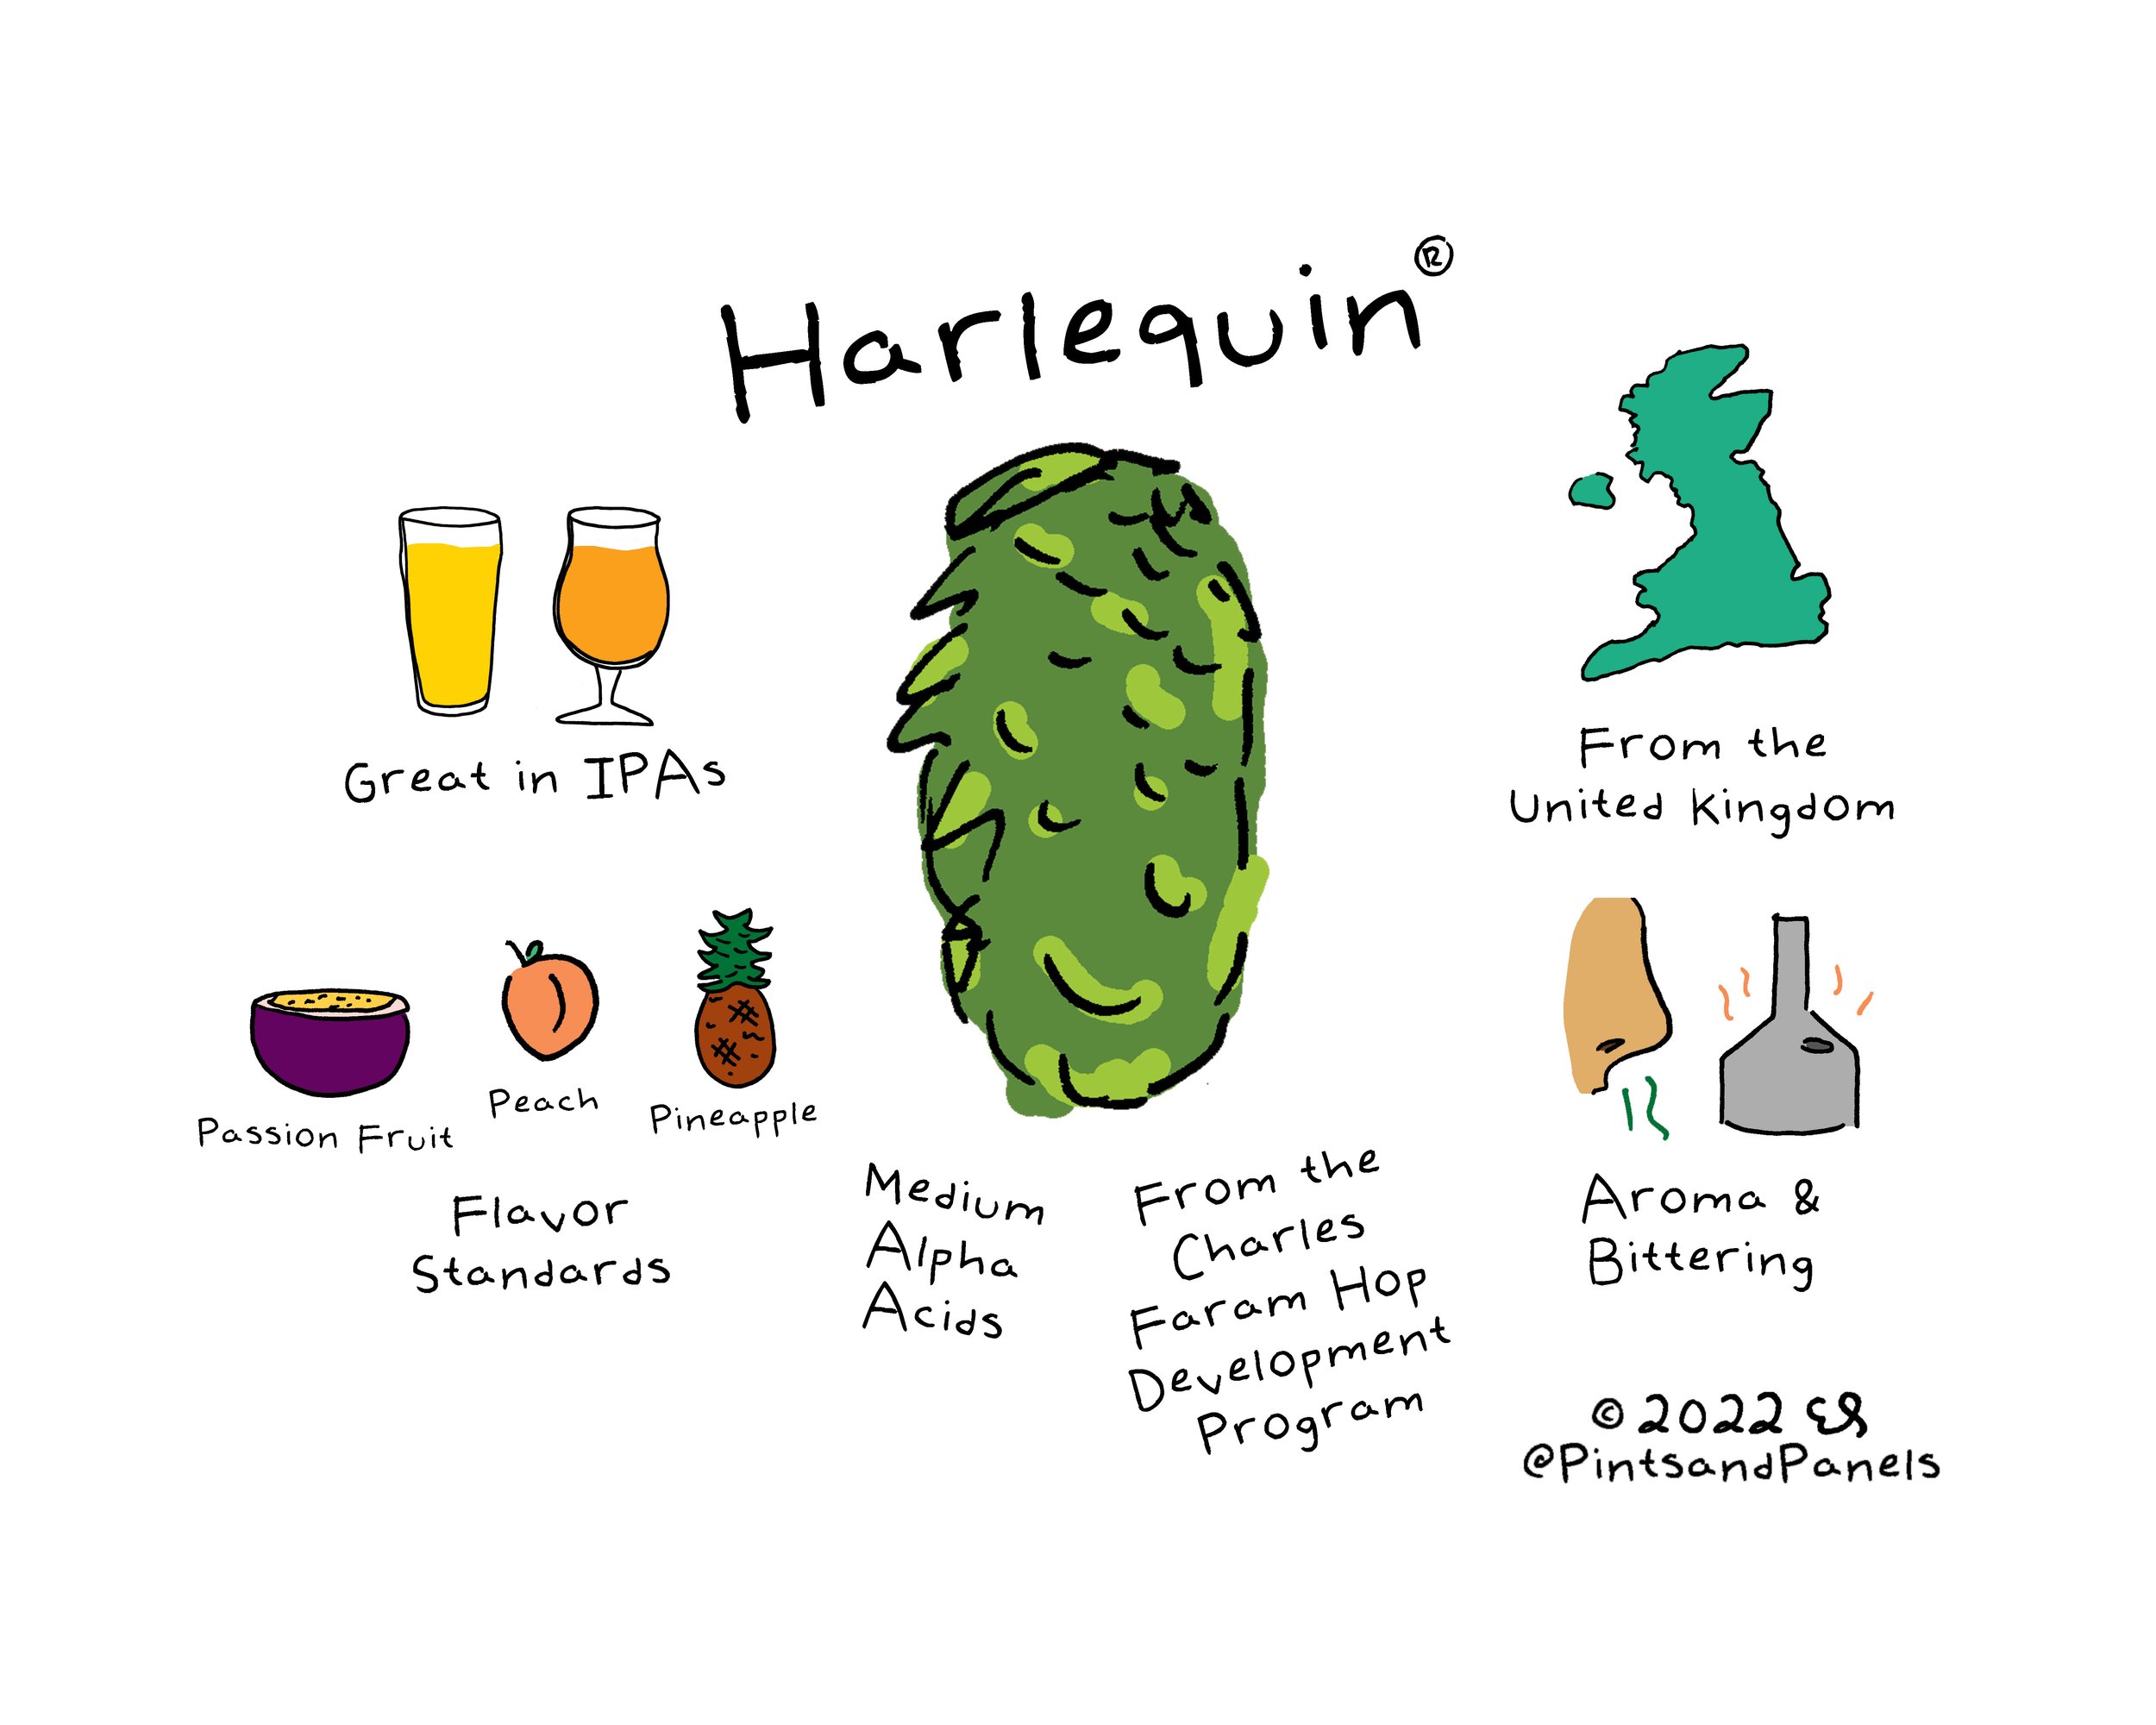 Harlequin®
Great in IPAs
From the
United Kingdom
Passion Fruit
Peach
Pineapple
Flavor
Standards
Medium
Alpha
Acids
From the
Charles
Faram Hop
Development
Program
Aroma &
Bittering
© 2022 ES
@PintsandPanels